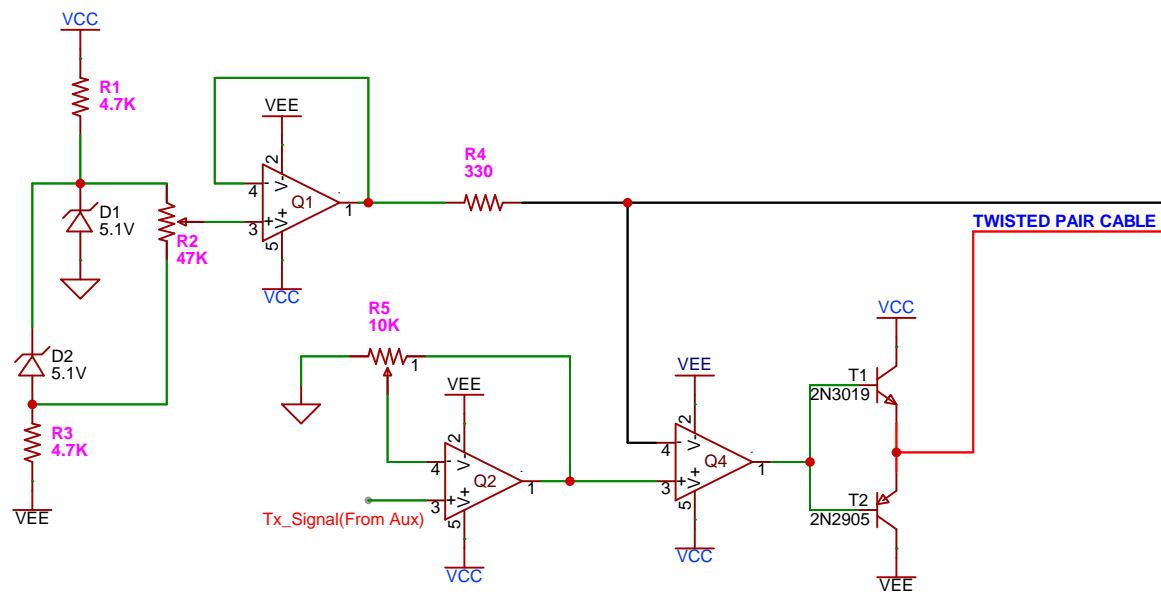 VCC
R1
4.7K
VEE
2
4
-
V-
Q1
1
+
V+
3
5
VCC
R4
330
D1
5.1V
R2
47K
TWISTED PAIR CABLE
D2
5.1V
R3
4.7K
VEE
R5
10K
1
VEE
2
4
-
V-
Q2
1
+
V+
3
5
Tx_Signal(From Aux)
VCC
VEE
2
4
-
V-
Q4
1
+
V+
3
5
VCC
VCC
T1
2N3019
T2
2N2905
VEE